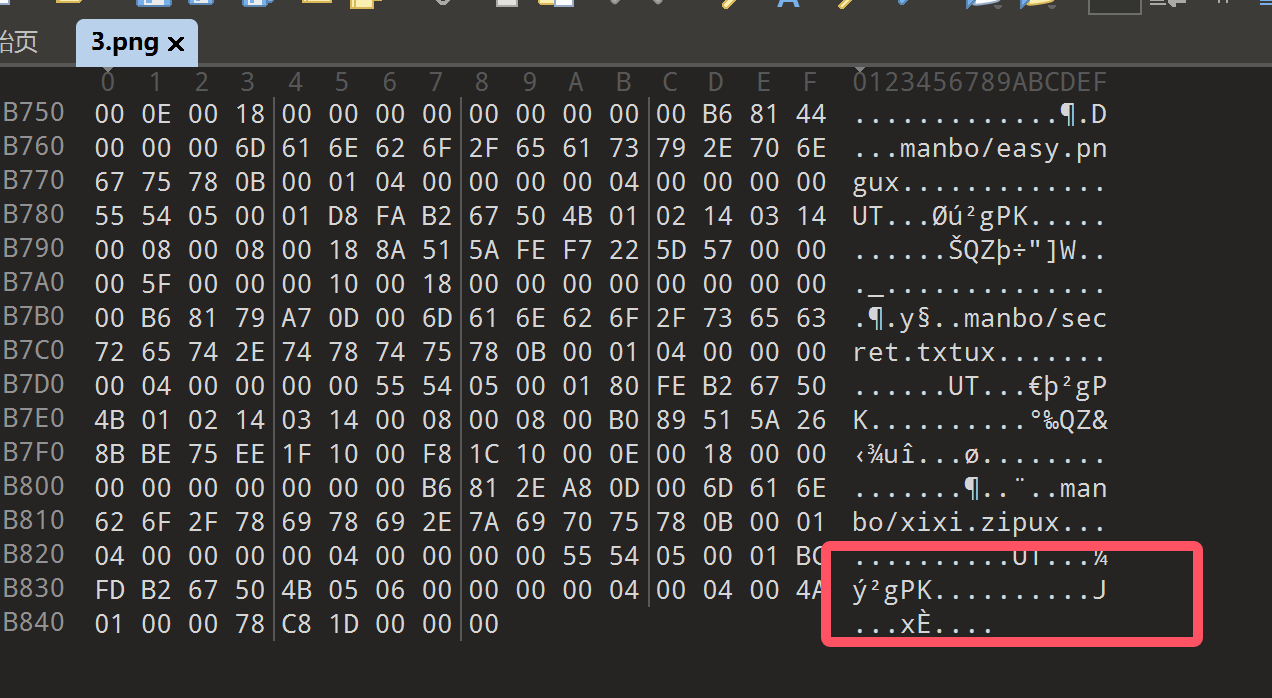 始页
3.png ×
0 1 2 3 4 5 6 7 8 9 A B C D E F 0123456789ABCDEF
B750 00 0E 00 18 00 00 00 00 00 00 00 00 00 B6 81 44 .............¶.D
B760 00 00 00 6D 61 6E 62 6F 2F 65 61 73 79 2E 70 6E ...manbo/easy.pn
B770 67 75 78 0B 00 01 04 00 00 00 00 04 00 00 00 00 gux.............
B780 55 54 05 00 01 D8 FA B2 67 50 4B 01 02 14 03 14 UT...Øú²gPK.....
B790 00 08 00 08 00 18 8A 51 5A FE F7 22 5D 57 00 00 ......ŠQZþ÷"]W..
B7A0 00 5F 00 00 00 10 00 18 00 00 00 00 00 00 00 00 ._..............
B7B0 00 B6 81 79 A7 0D 00 6D 61 6E 62 6F 2F 73 65 63 .¶.y§..manbo/sec
B7C0 72 65 74 2E 74 78 74 75 78 0B 00 01 04 00 00 00 ret.txtux.......
B7D0 00 04 00 00 00 00 55 54 05 00 01 80 FE B2 67 50 ......UT...€þ²gP
B7E0 4B 01 02 14 03 14 00 08 00 08 00 B0 89 51 5A 26 K..........°‰QZ&
B7F0 8B BE 75 EE 1F 10 00 F8 1C 10 00 0E 00 18 00 00 ‹¾uî...ø........
B800 00 00 00 00 00 00 00 B6 81 2E A8 0D 00 6D 61 6E .......¶..¨..man
B810 62 6F 2F 78 69 78 69 2E 7A 69 70 75 78 0B 00 01 bo/xixi.zipux...
B820 04 00 00 00 00 04 00 00 00 00 55 54 05 00 01 BC ..........UT...¼
B830 FD B2 67 50 4B 05 06 00 00 00 00 04 00 04 00 4A ý²gPK..........J
B840 01 00 00 78 C8 1D 00 00 00 ...xÈ....